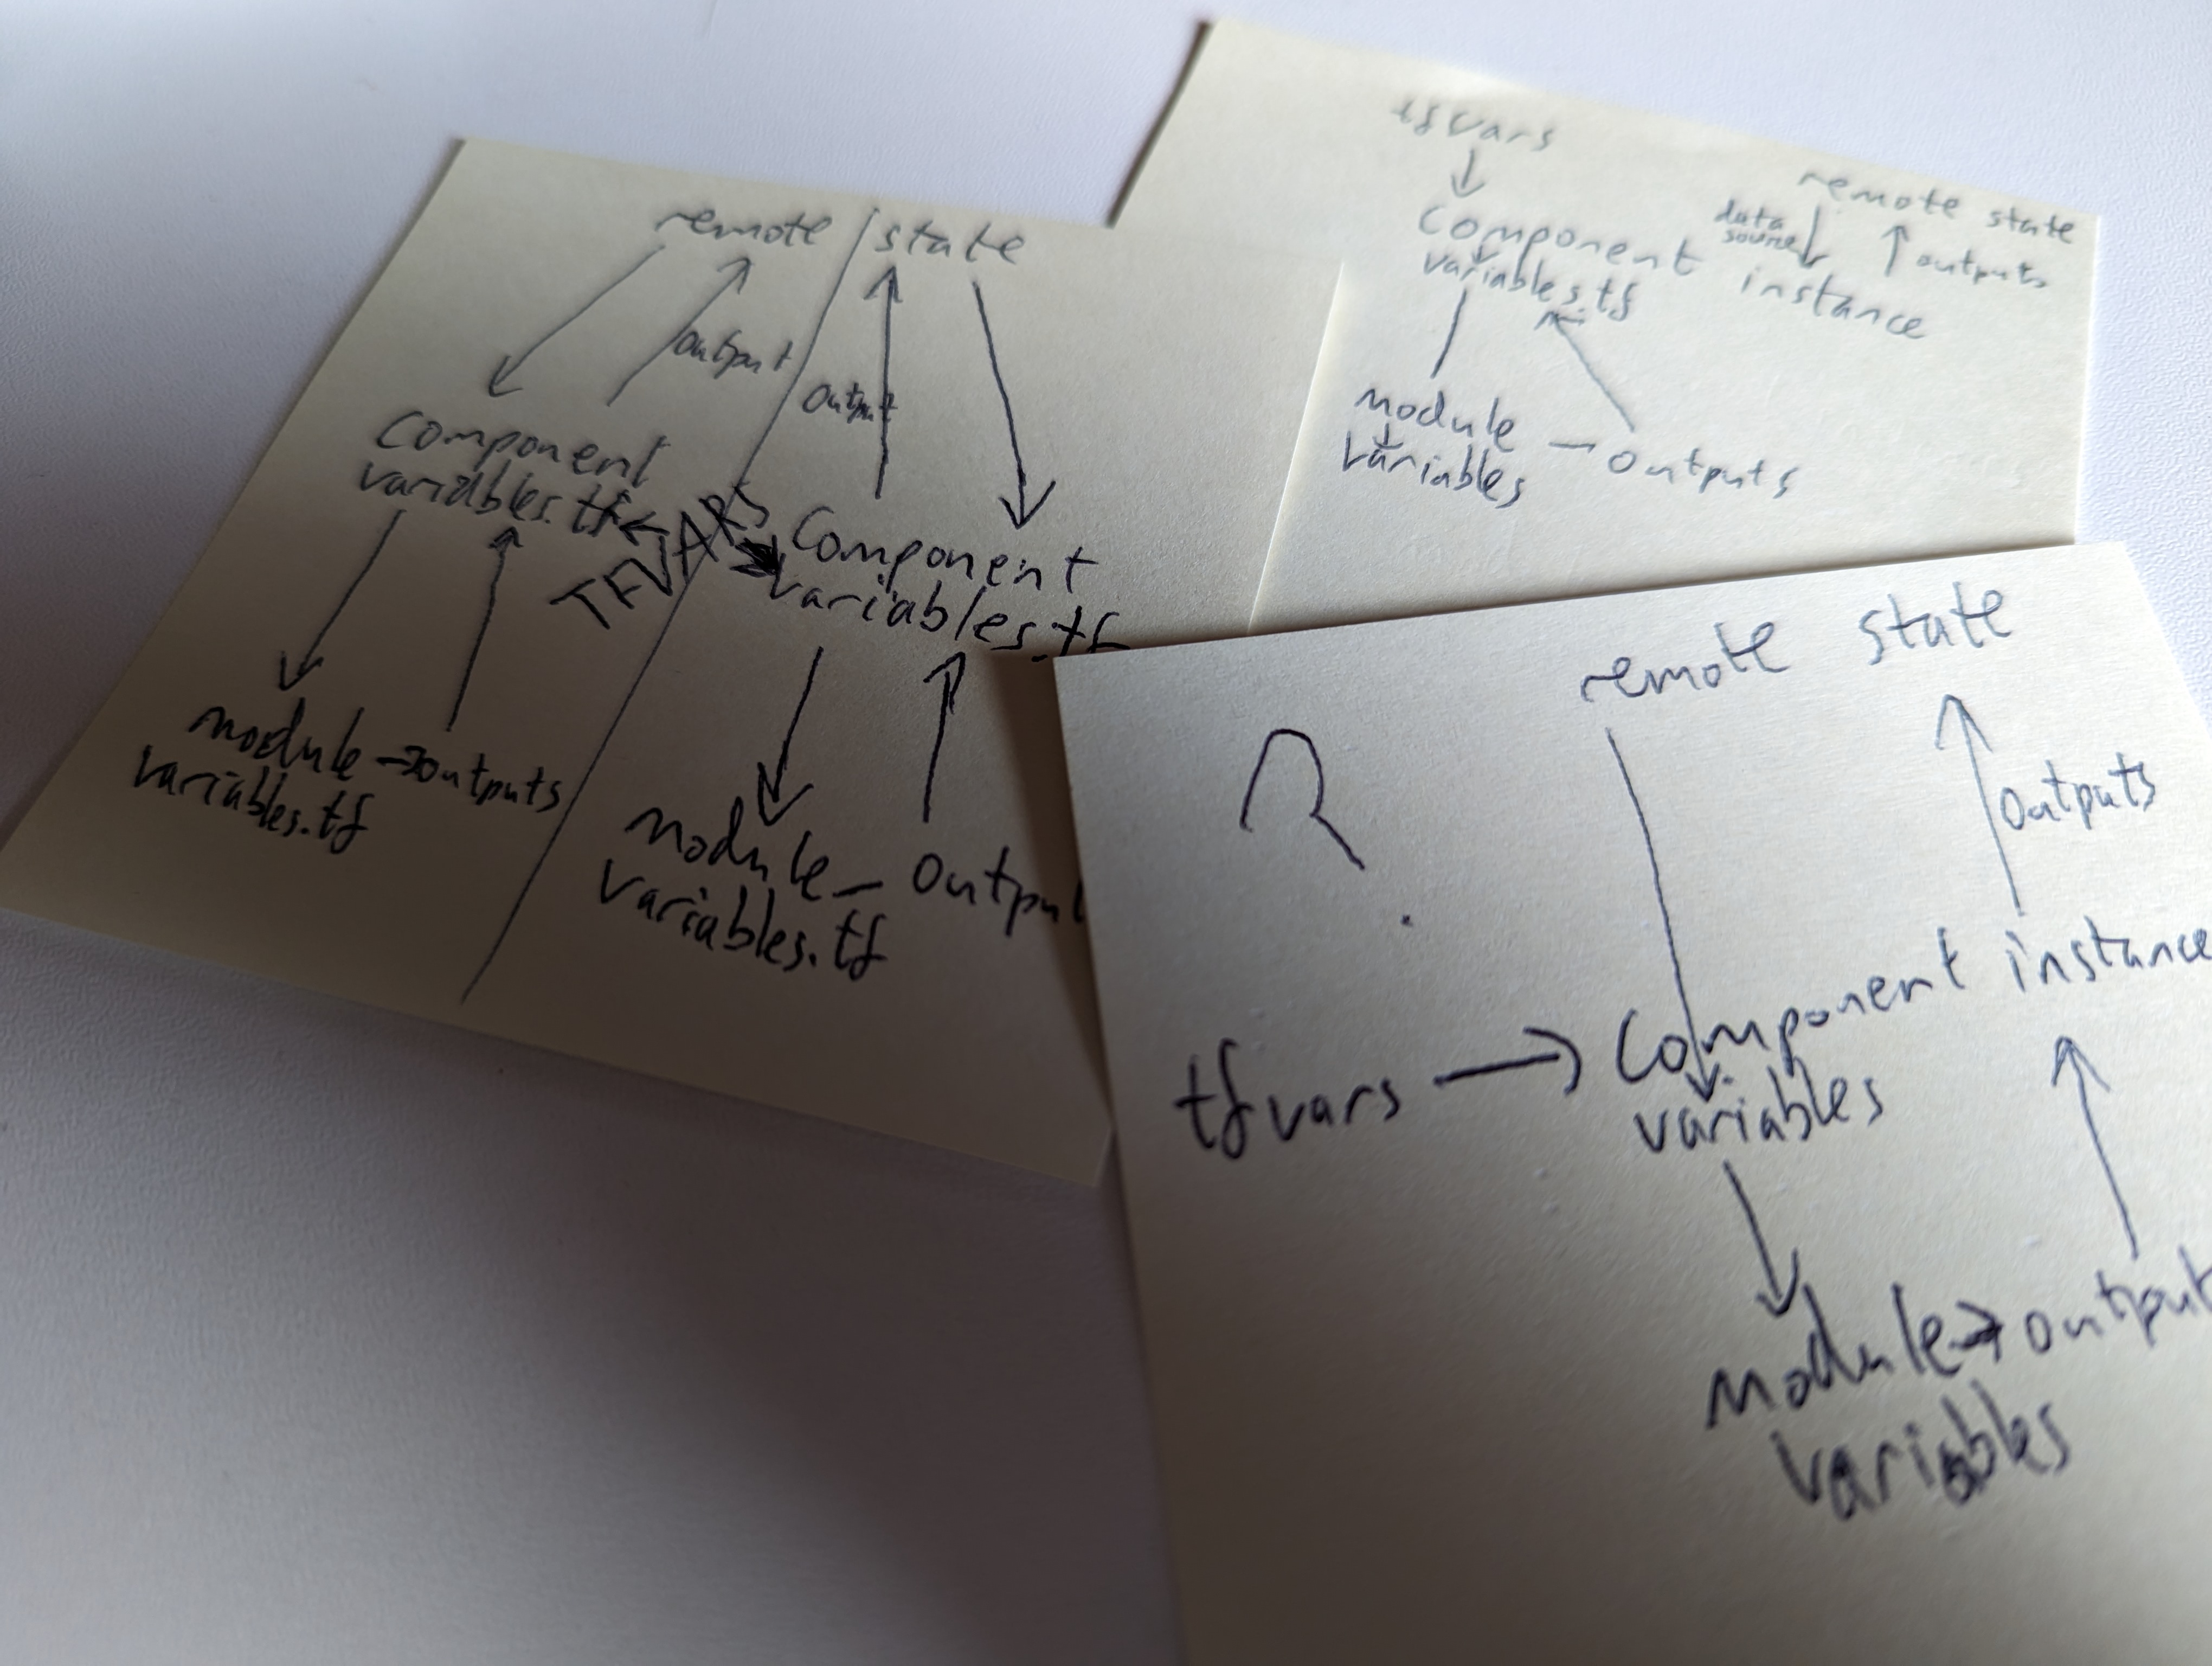 remote state
output
output
Component
variables.tf
TFVARS
Component
variables.tf
module → outputs
variables.tf
module — outpu
variables.tf
tfvars
remote state
data
source
outputs
Component instance
variables.tf
module — outputs
variables
?
remote state
outputs
tfvars → Component instance
variables
module → output
variables